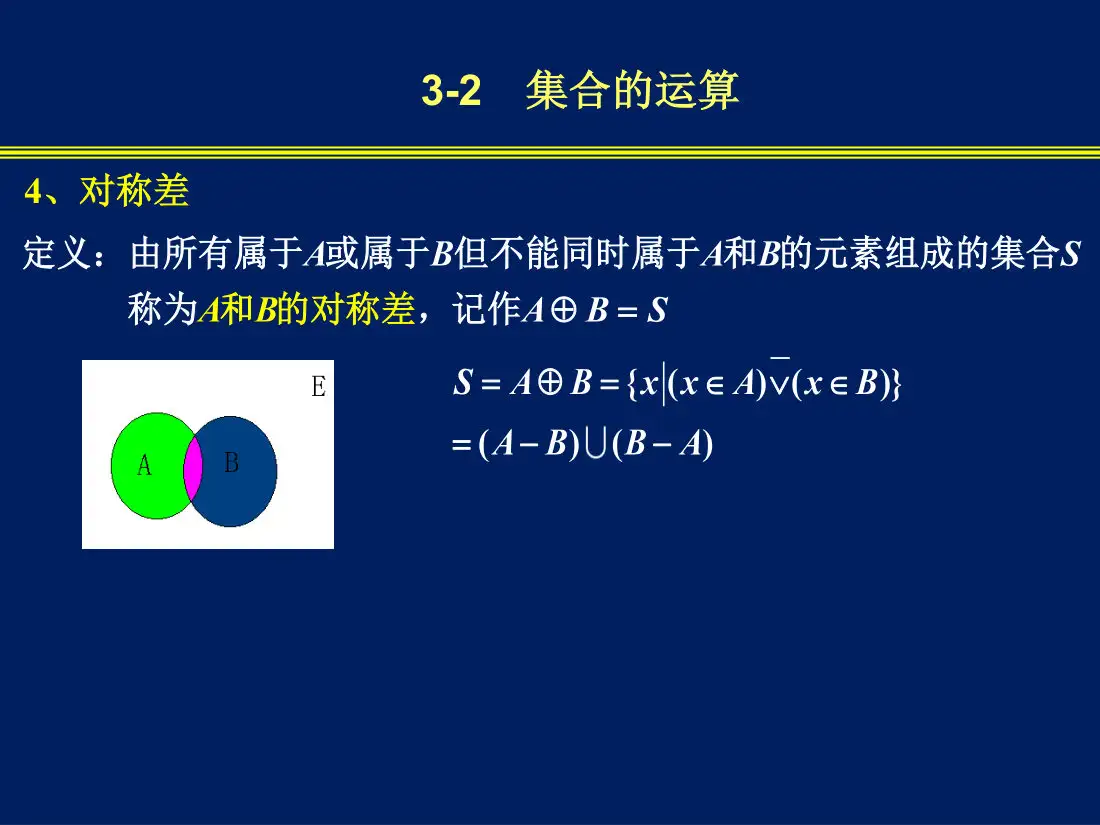 3-2 集合的运算
4、对称差
定义：由所有属于A或属于B但不能同时属于A和B的元素组成的集合S
称为A和B的对称差，记作A⊕B=S
E
A
B
S=A⊕B={x|(x∈A)∨̅(x∈B)}
=(A−B)∪(B−A)